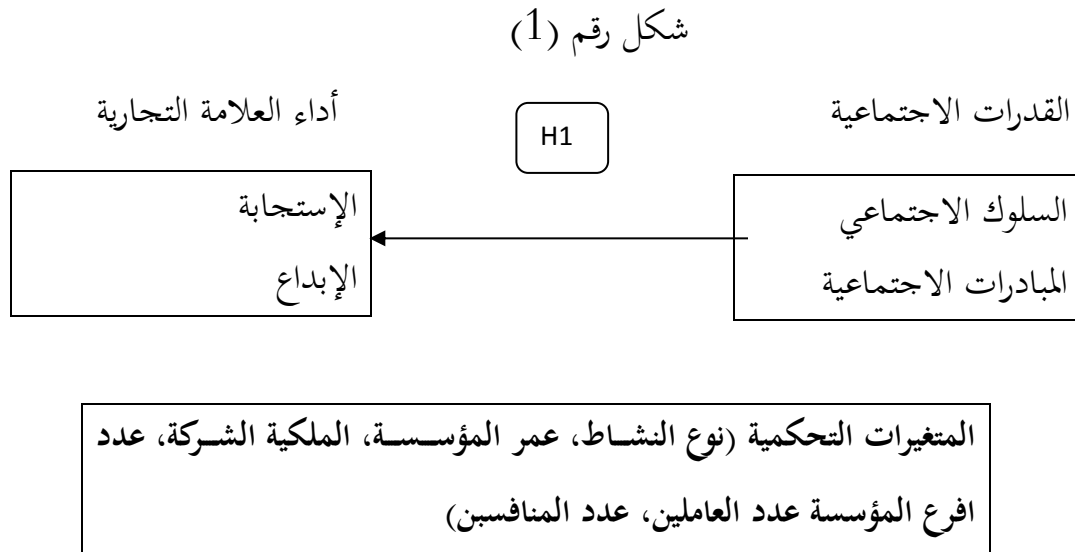 شكل رقم (1)
القدرات الاجتماعية
H1
أداء العلامة التجارية
السلوك الاجتماعي
المبادرات الاجتماعية
الإستجابة
الإبداع
المتغيرات التحكمية (نوع النشاط، عمر المؤسسة، الملكية الشركة، عدد
افرع المؤسسة عدد العاملين، عدد المنافسين)